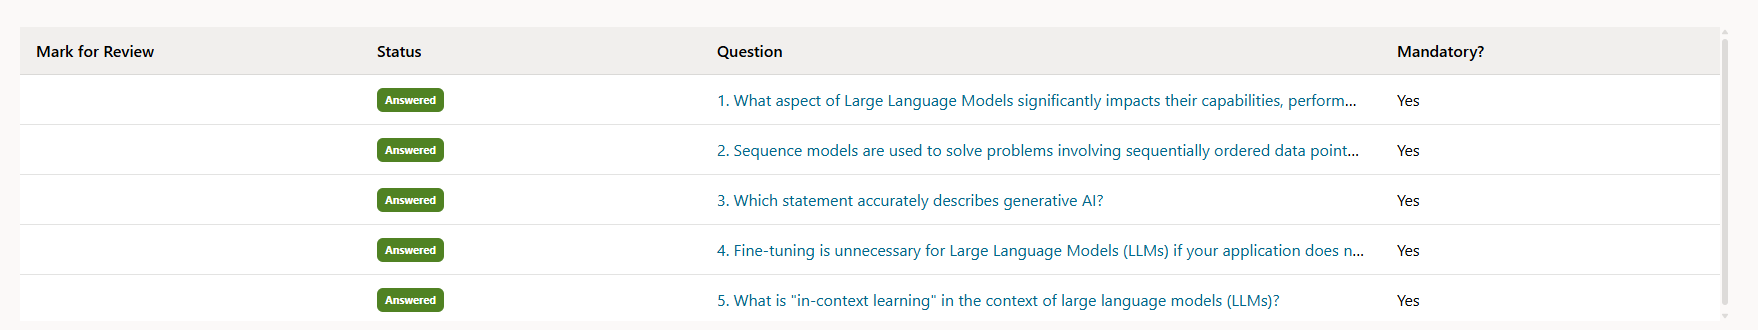 Mark for Review Status Question Mandatory?
Answered 1. What aspect of Large Language Models significantly impacts their capabilities, perform... Yes
Answered 2. Sequence models are used to solve problems involving sequentially ordered data point... Yes
Answered 3. Which statement accurately describes generative AI? Yes
Answered 4. Fine-tuning is unnecessary for Large Language Models (LLMs) if your application does n... Yes
Answered 5. What is "in-context learning" in the context of large language models (LLMs)? Yes